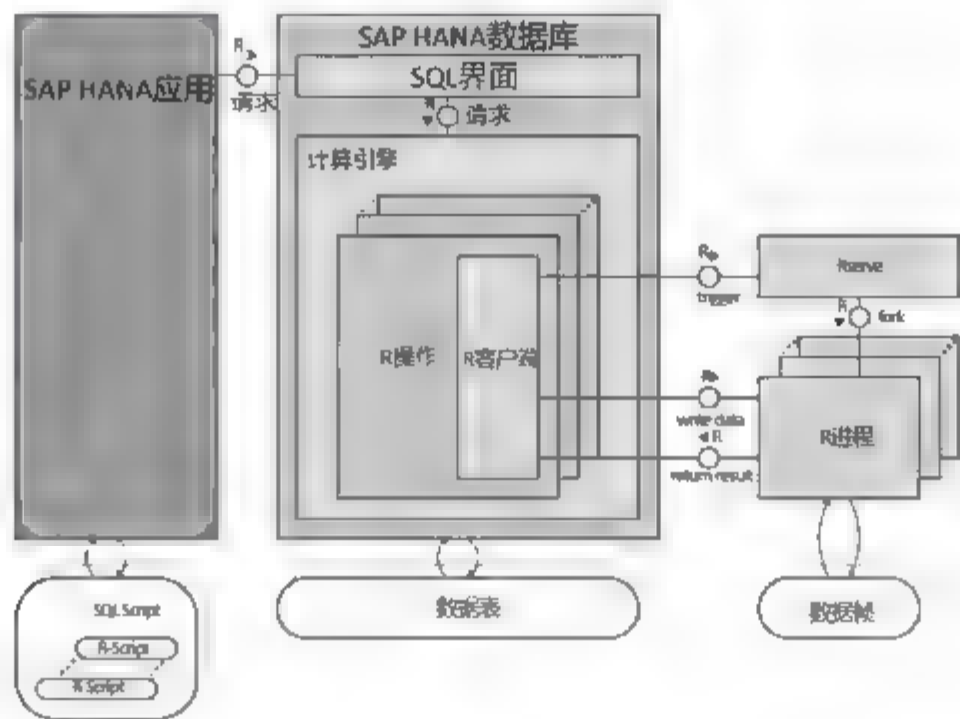 SAP HANA应用
R
请求
SAP HANA数据库
SQL界面
请求
计算引擎
R操作
R客户端
R
trigger
Rserve
R
fork
R
write data
R
return result
R进程
SQL Script
R-Script
R-Script
数据表
数据帧